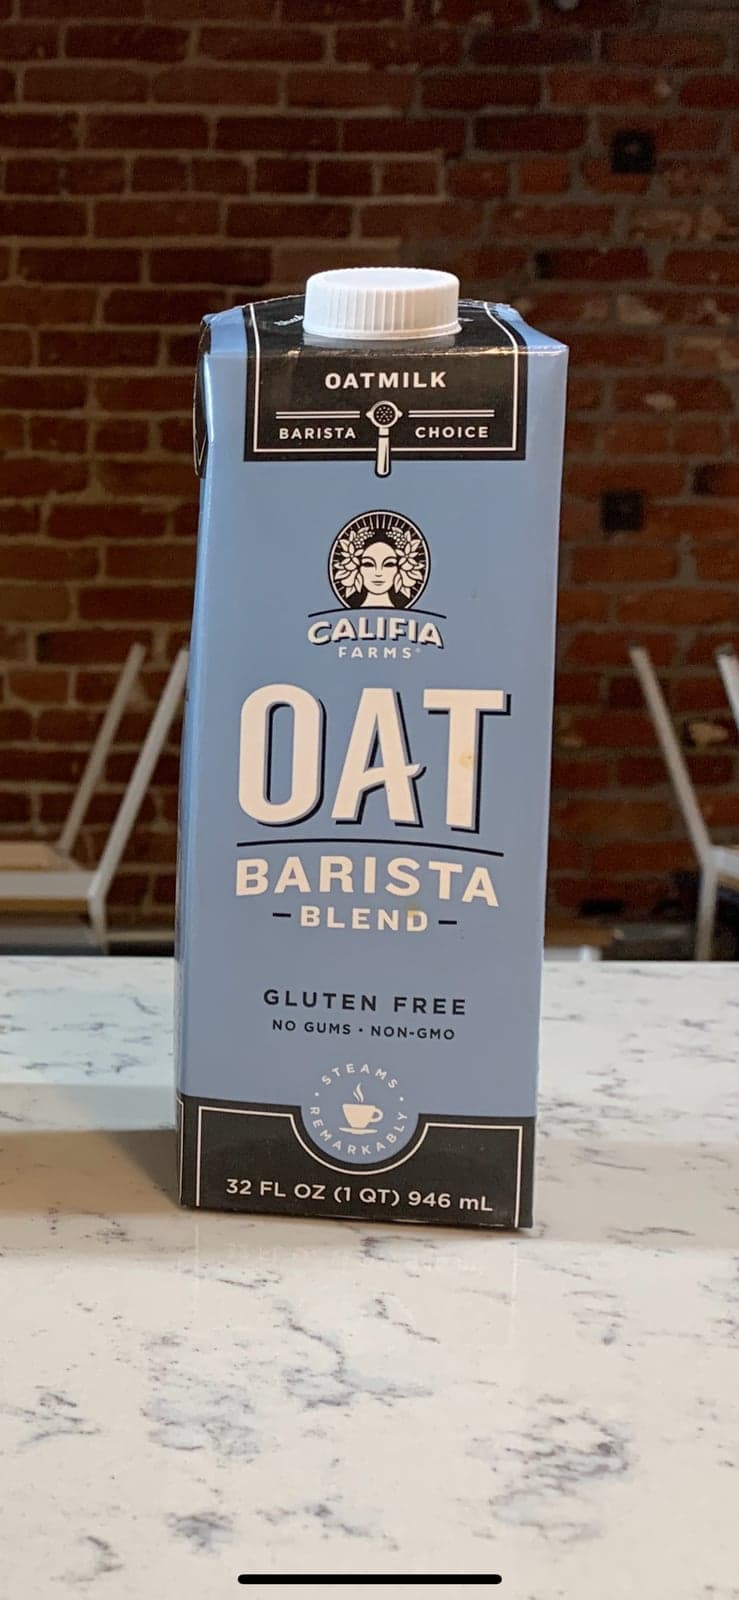 OATMILK
BARISTA CHOICE
CALIFIA
FARMS®
OAT
BARISTA
-BLEND-
GLUTEN FREE
NO GUMS • NON-GMO
STEAMS
REMARKABLY
32 FL OZ (1 QT) 946 mL